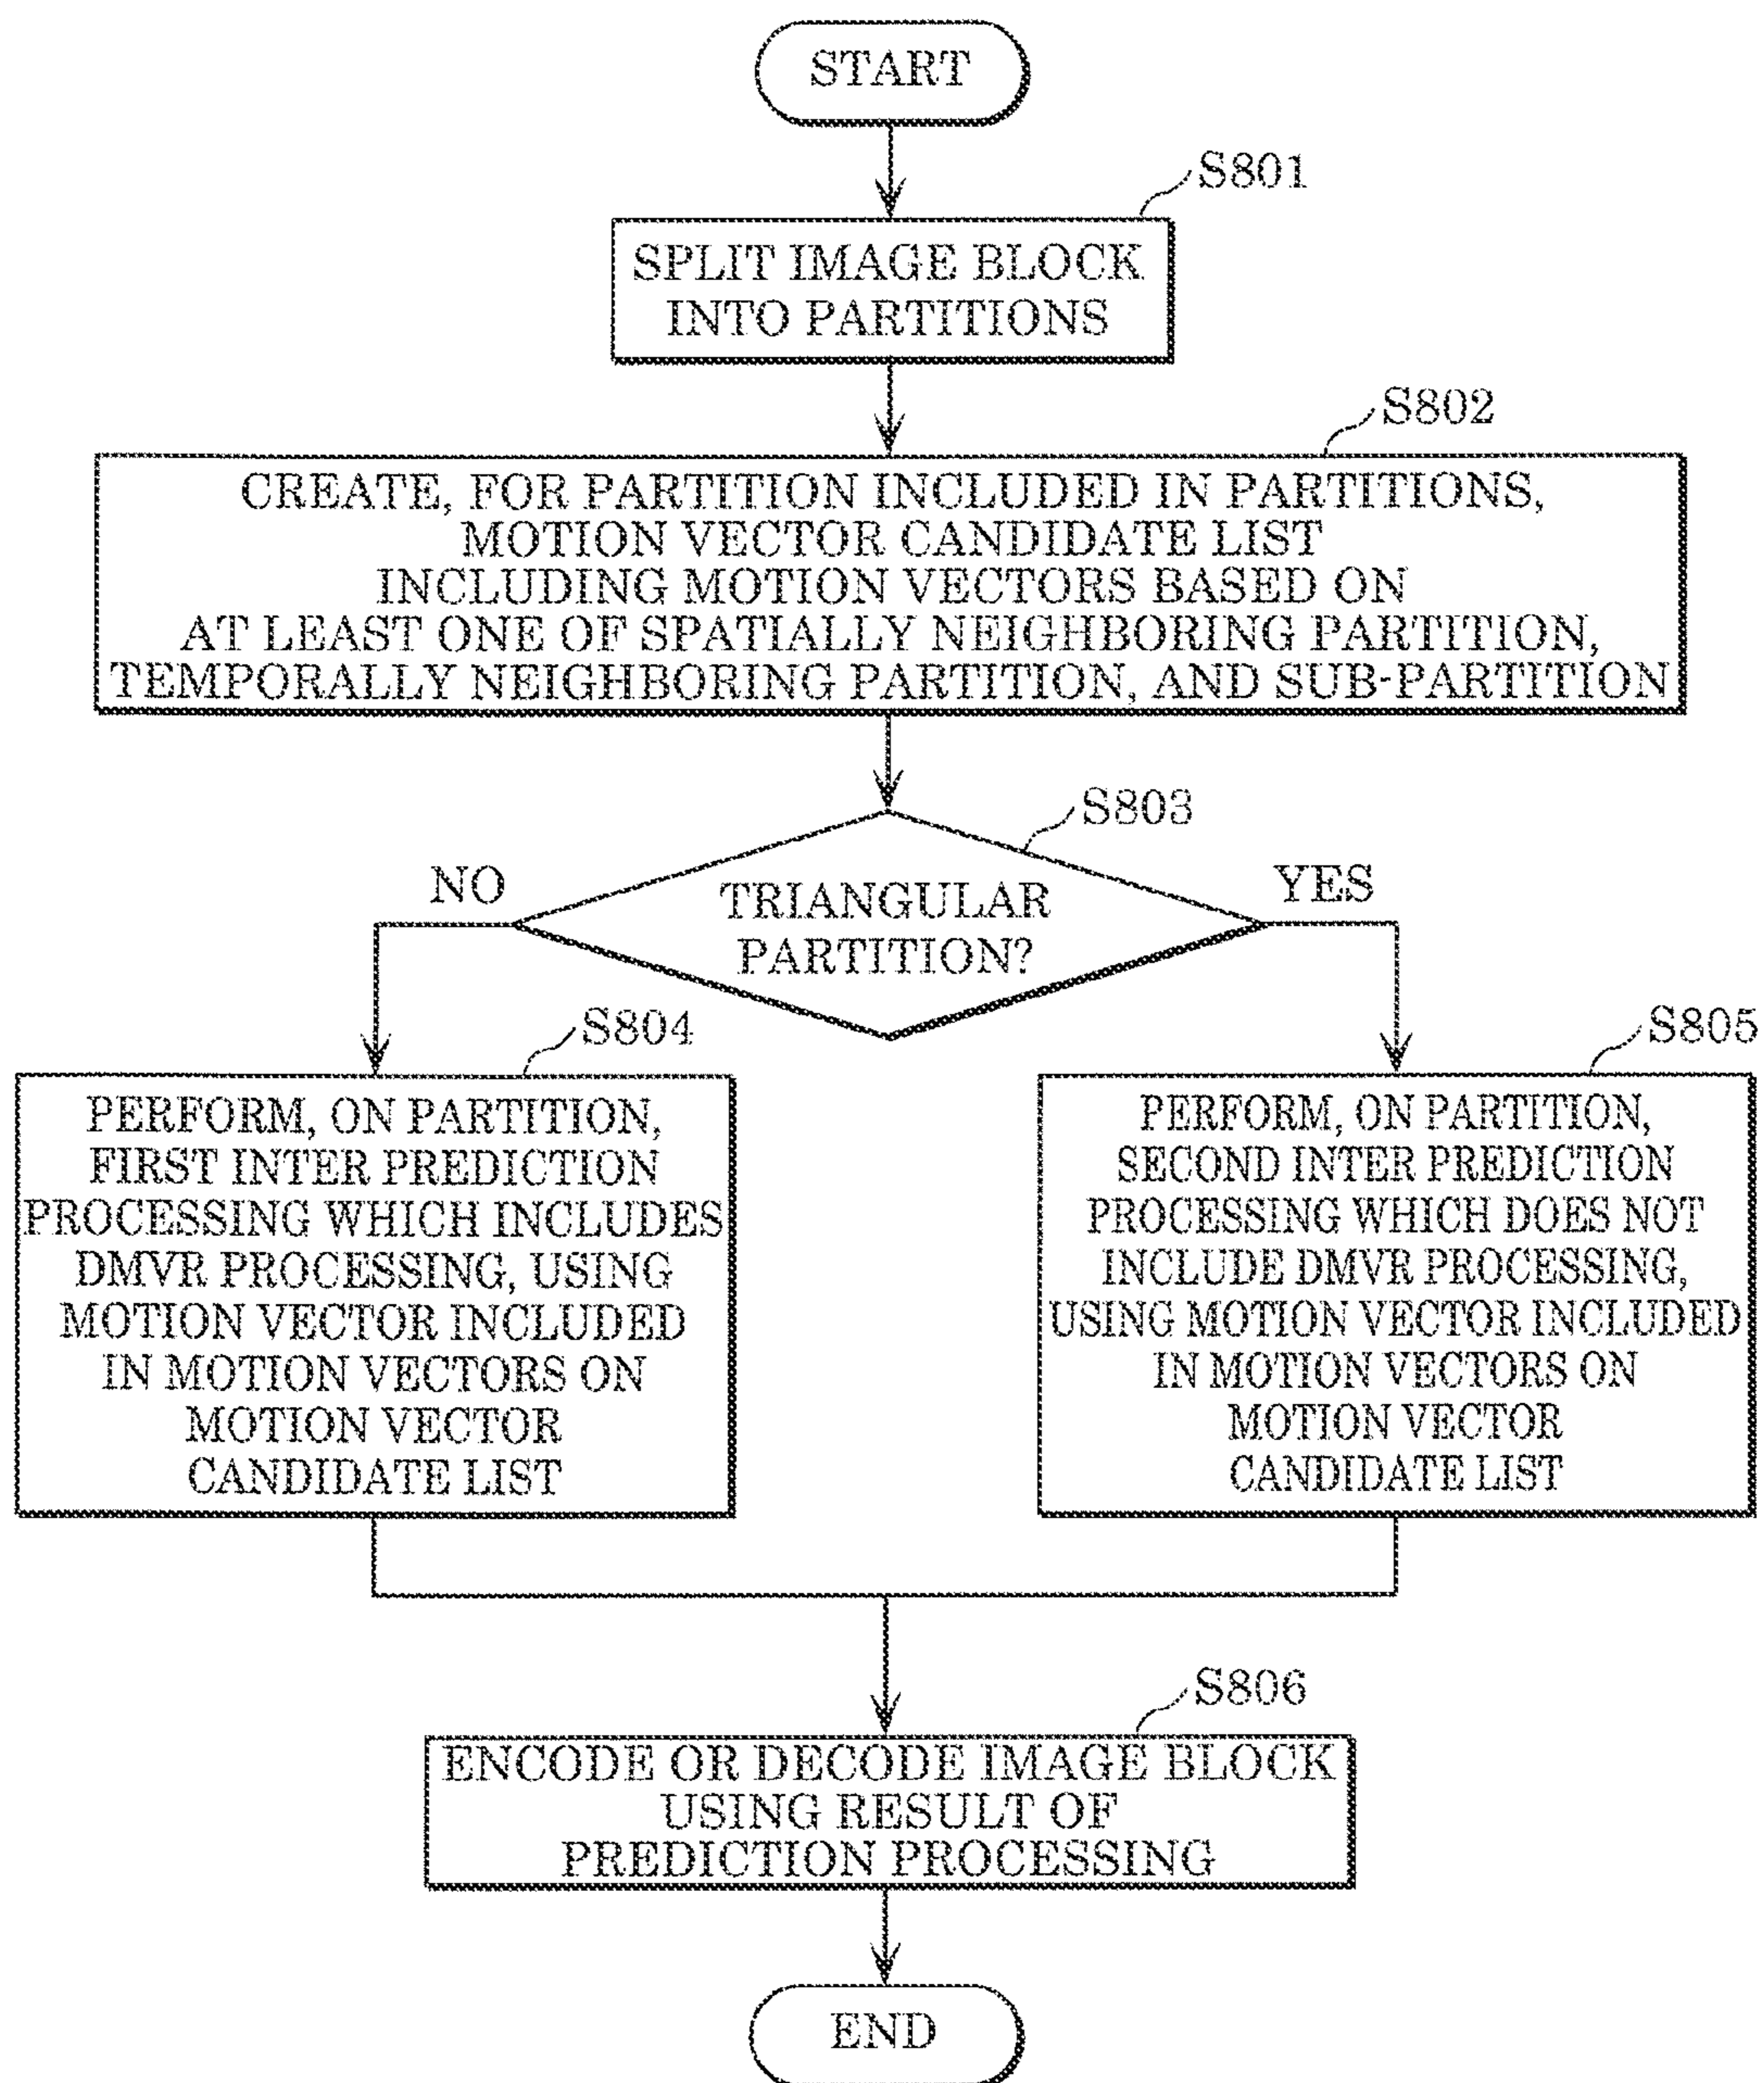 START
S801
SPLIT IMAGE BLOCK
INTO PARTITIONS
S802
CREATE, FOR PARTITION INCLUDED IN PARTITIONS,
MOTION VECTOR CANDIDATE LIST
INCLUDING MOTION VECTORS BASED ON
AT LEAST ONE OF SPATIALLY NEIGHBORING PARTITION,
TEMPORALLY NEIGHBORING PARTITION, AND SUB-PARTITION
S803
NO
YES
TRIANGULAR
PARTITION?
S804
PERFORM, ON PARTITION,
FIRST INTER PREDICTION
PROCESSING WHICH INCLUDES
DMVR PROCESSING, USING
MOTION VECTOR INCLUDED
IN MOTION VECTORS ON
MOTION VECTOR
CANDIDATE LIST
S805
PERFORM, ON PARTITION,
SECOND INTER PREDICTION
PROCESSING WHICH DOES NOT
INCLUDE DMVR PROCESSING,
USING MOTION VECTOR INCLUDED
IN MOTION VECTORS ON
MOTION VECTOR
CANDIDATE LIST
S806
ENCODE OR DECODE IMAGE BLOCK
USING RESULT OF
PREDICTION PROCESSING
END